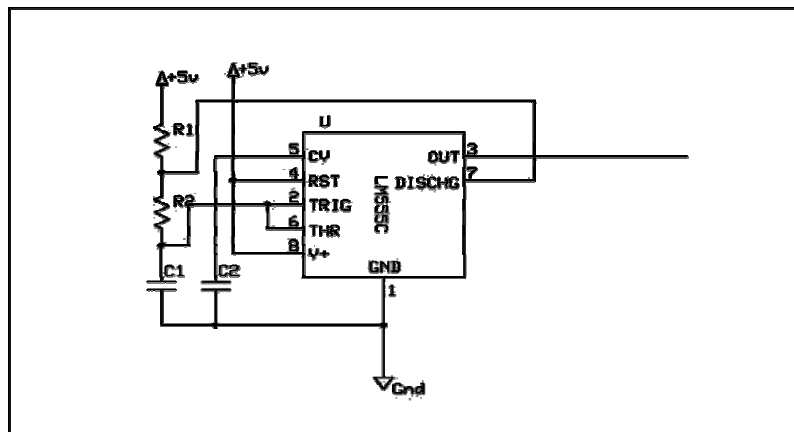 +5v
+5v
R1
U
5 CV
OUT 3
4 RST
DISCHG 7
LM555C
R2
2 TRIG
6 THR
8 V+
C1
C2
GND
1
Gnd